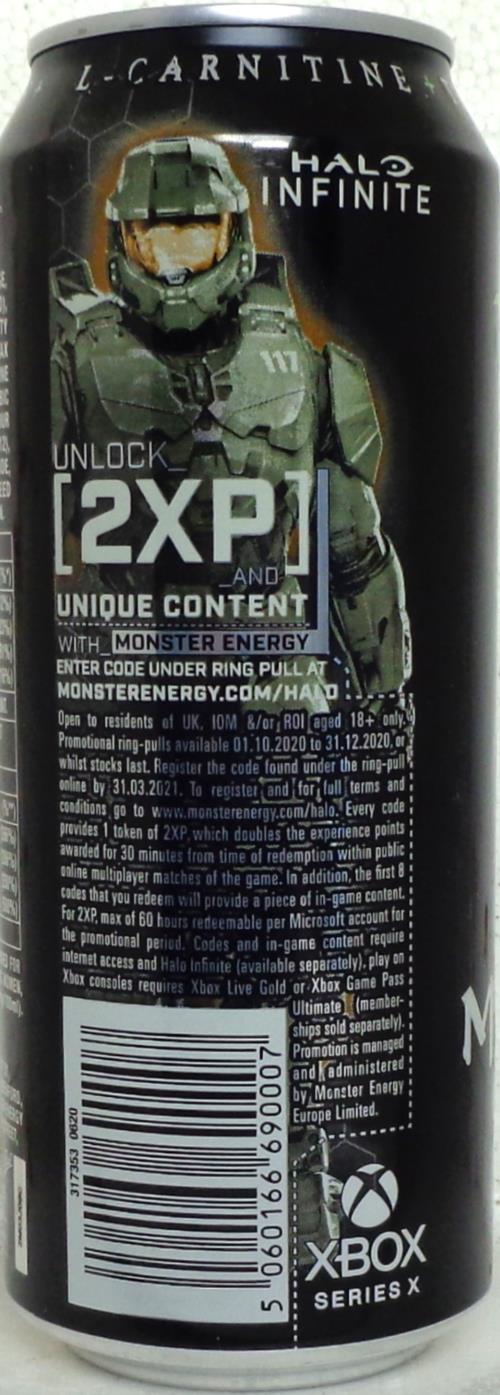 L-CARNITINE
HALO
INFINITE
117
UNLOCK_
[2XP]
_AND
UNIQUE CONTENT
WITH_MONSTER ENERGY
ENTER CODE UNDER RING PULL AT
MONSTERENERGY.COM/HALO
Open to residents of UK, IOM &/or ROI aged 18+ only.
Promotional ring-pulls available 01.10.2020 to 31.12.2020, or
whilst stocks last. Register the code found under the ring-pull
online by 31.03.2021. To register and for full terms and
conditions go to www.monsterenergy.com/halo. Every code
provides 1 token of 2XP, which doubles the experience points
awarded for 30 minutes from time of redemption within public
online multiplayer matches of the game. In addition, the first 8
codes that you redeem will provide a piece of in-game content.
For 2XP, max of 60 hours redeemable per Microsoft account for
the promotional period. Codes and in-game content require
internet access and Halo Infinite (available separately), play on
Xbox consoles requires Xbox Live Gold or Xbox Game Pass
Ultimate (member-
ships sold separately).
Promotion is managed
and administered
by Monster Energy
Europe Limited.
317353 0620
5 060166 690007
XBOX
SERIES X